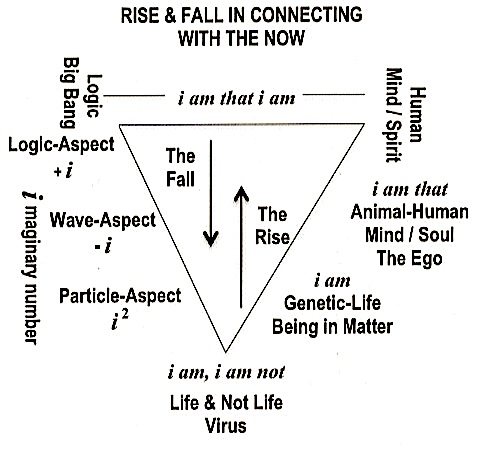 RISE & FALL IN CONNECTING
WITH THE NOW
Logic
Big Bang
i am that i am
Human
Mind / Spirit
Logic-Aspect
+i
The
Fall
i am that
Animal-Human
Mind / Soul
The Ego
Wave-Aspect
-i
The
Rise
imaginary number
Particle-Aspect
i²
i am
Genetic-Life
Being in Matter
i am, i am not
Life & Not Life
Virus